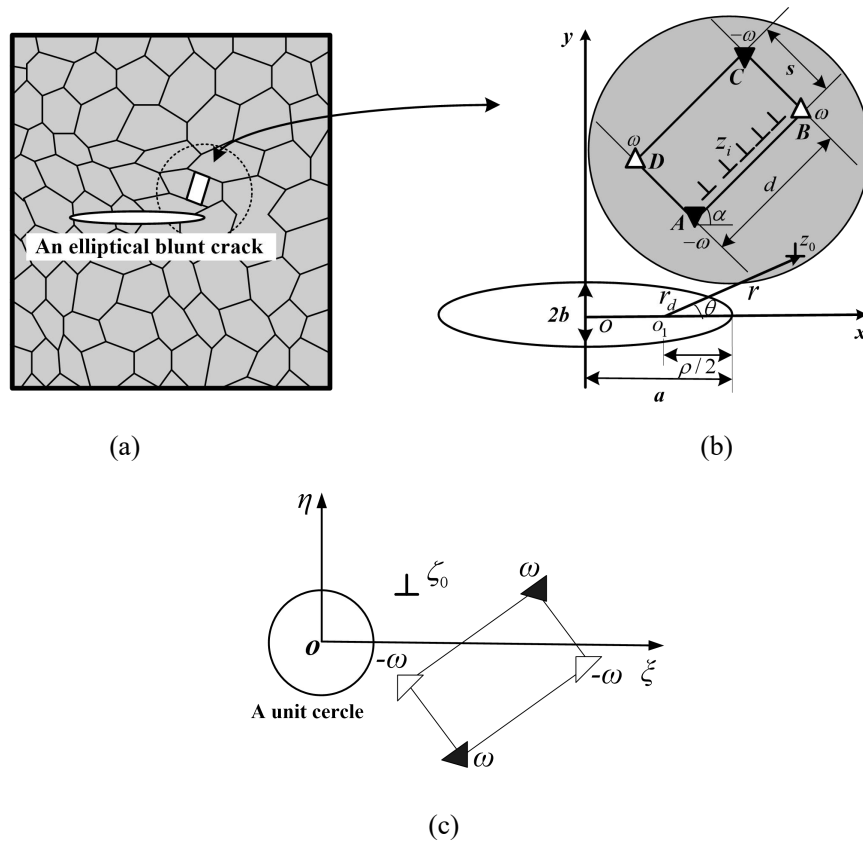 An elliptical blunt crack
(a)
y
-ω
C
s
ω
B
ω
D
z_i
d
A
α
-ω
z_0
r_d
r
θ
2b
O
o_1
x
ρ/2
a
(b)
η
ζ_0
ω
o
-ω
-ω
ξ
A unit cercle
ω
(c)